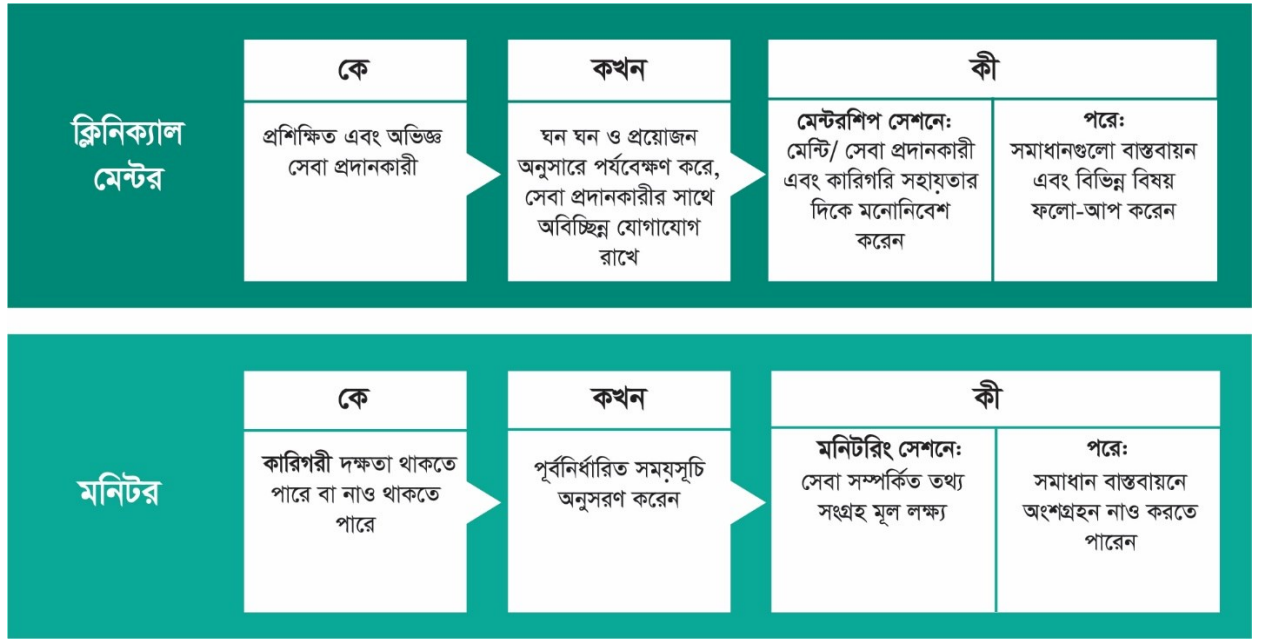 ক্লিনিক্যাল
মেন্টর
কে
প্রশিক্ষিত এবং অভিজ্ঞ
সেবা প্রদানকারী
কখন
ঘন ঘন ও প্রয়োজন
অনুসারে পর্যবেক্ষণ করে,
সেবা প্রদানকারীর সাথে
অবিচ্ছিন্ন যোগাযোগ
রাখে
কী
মেন্টরশিপ সেশনে:
মেন্টি/ সেবা প্রদানকারী
এবং কারিগরি সহায়তার
দিকে মনোনিবেশ
করেন
পরে:
সমাধানগুলো বাস্তবায়ন
এবং বিভিন্ন বিষয়
ফলো-আপ করেন
মনিটর
কে
কারিগরী দক্ষতা থাকতে
পারে বা নাও থাকতে
পারে
কখন
পূর্বনির্ধারিত সময়সূচি
অনুসরণ করেন
কী
মনিটরিং সেশনে:
সেবা সম্পর্কিত তথ্য
সংগ্রহ মূল লক্ষ্য
পরে:
সমাধান বাস্তবায়নে
অংশগ্রহন নাও করতে
পারেন